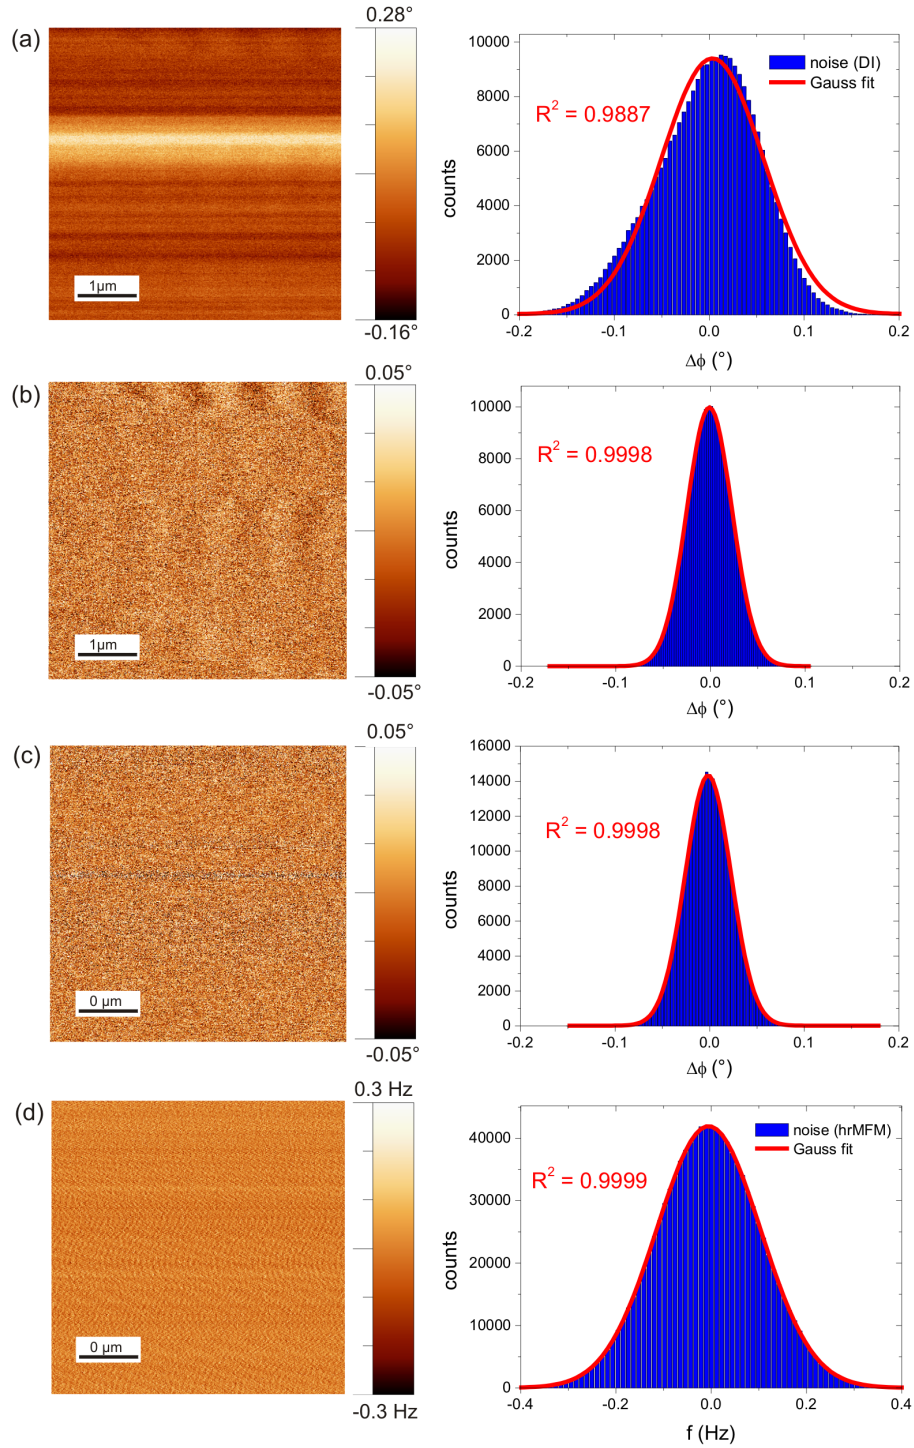 (a)
0.28°
-0.16°
1μm
10000
8000
6000
4000
2000
0
counts
noise (DI)
Gauss fit
R² = 0.9887
-0.2
-0.1
0.0
0.1
0.2
Δϕ (°)
(b)
0.05°
-0.05°
1μm
10000
8000
6000
4000
2000
0
counts
R² = 0.9998
-0.2
-0.1
0.0
0.1
0.2
Δϕ (°)
(c)
0.05°
-0.05°
0 μm
16000
14000
12000
10000
8000
6000
4000
2000
0
counts
R² = 0.9998
-0.2
-0.1
0.0
0.1
0.2
Δϕ (°)
(d)
0.3 Hz
-0.3 Hz
0 μm
40000
30000
20000
10000
0
counts
noise (hrMFM)
Gauss fit
R² = 0.9999
-0.4
-0.2
0.0
0.2
0.4
f (Hz)